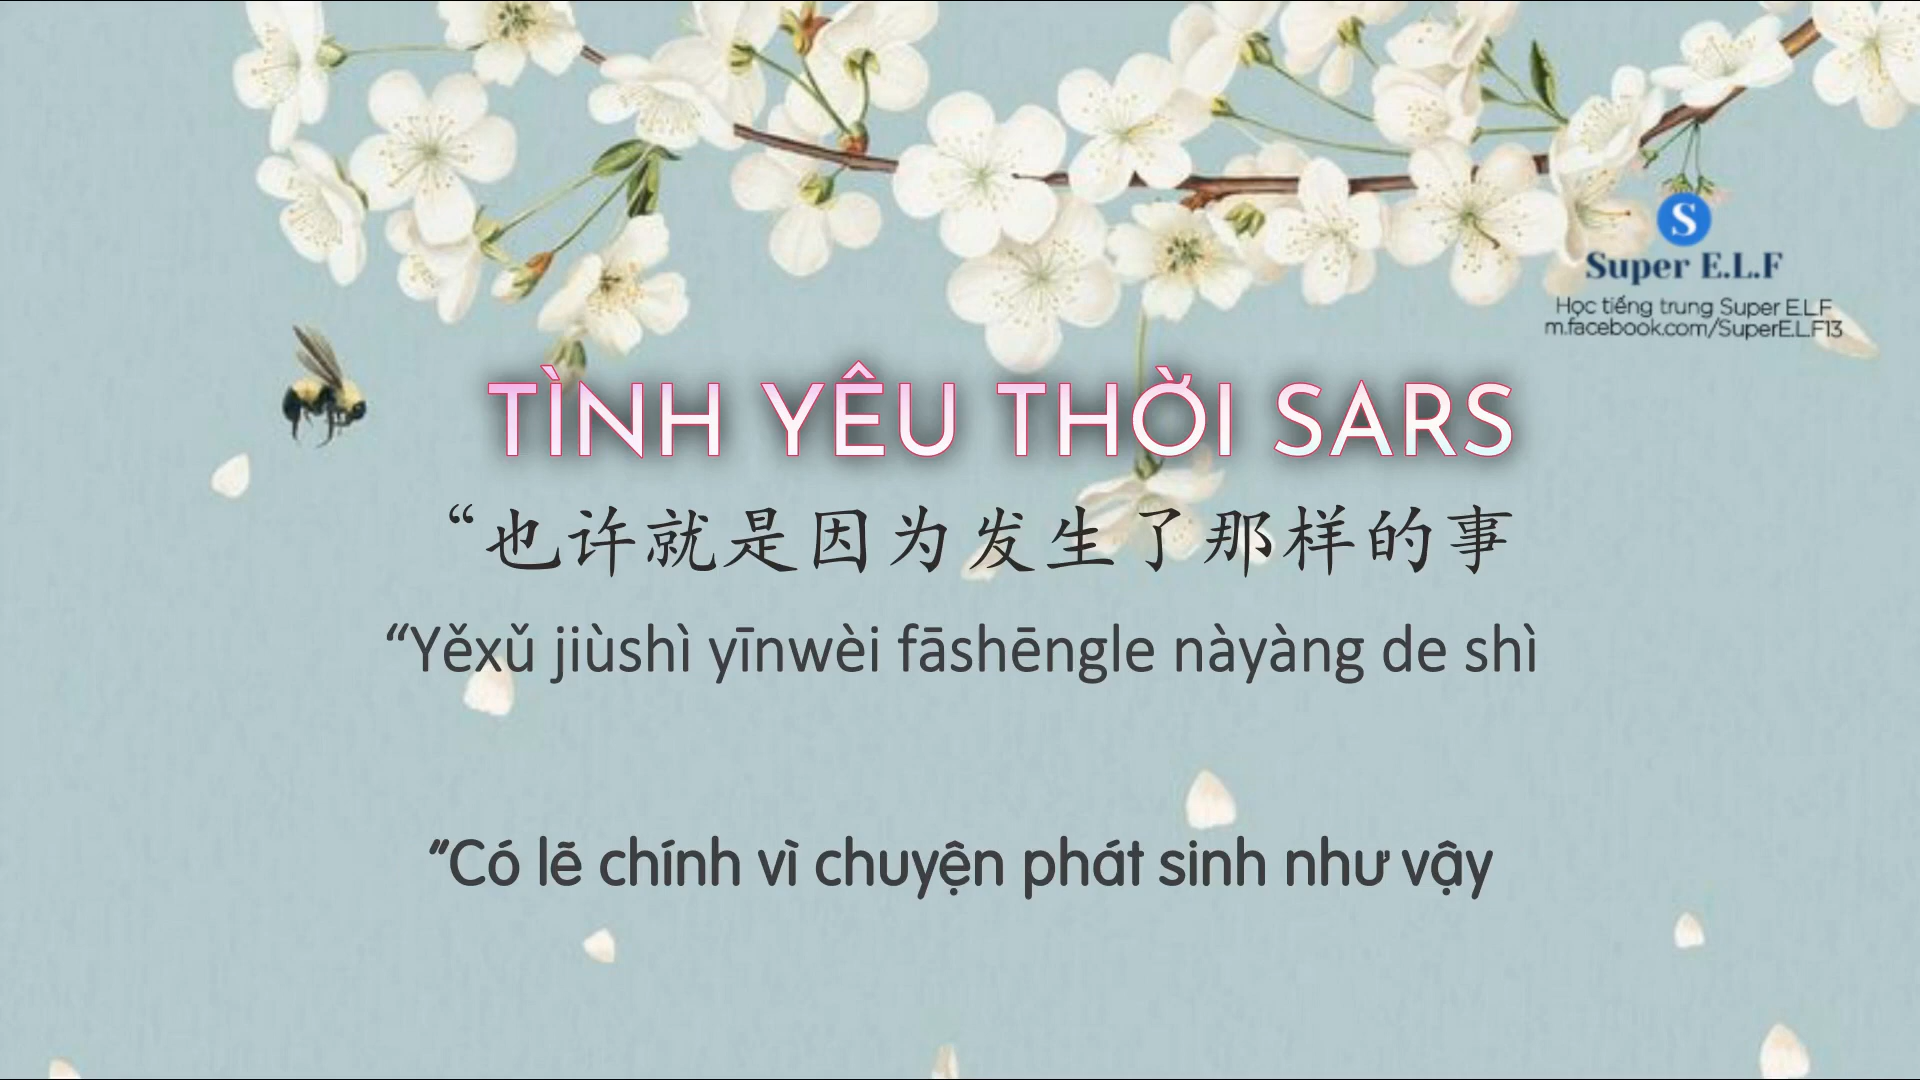 S
Super E.L.F
Học tiếng trung Super E.L.F
m.facebook.com/SuperE.L.F13
TÌNH YÊU THỜI SARS
“也许就是因为发生了那样的事
“Yěxǔ jiùshì yīnwèi fāshēngle nàyàng de shì
“Có lẽ chính vì chuyện phát sinh như vậy